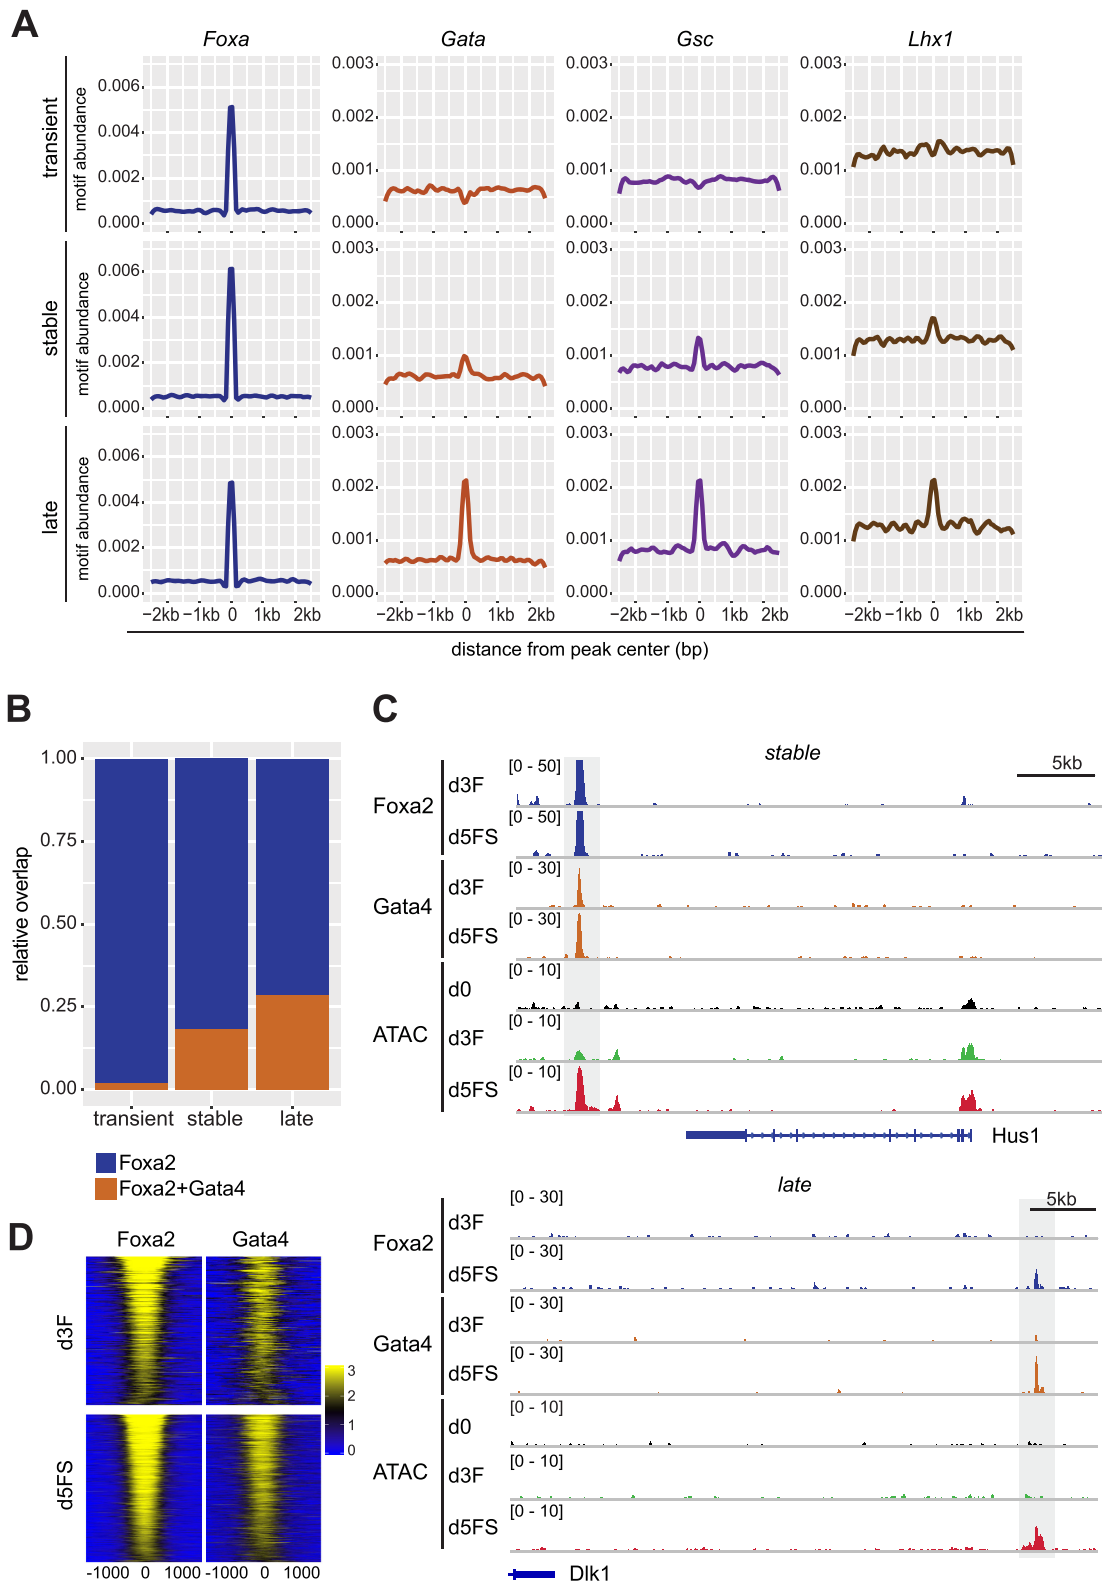 A
Foxa Gata Gsc Lhx1
transient
motif abundance
0.006
0.004
0.002
0.000
0.003
0.002
0.001
0.000
0.003
0.002
0.001
0.000
0.003
0.002
0.001
0.000
stable
motif abundance
0.006
0.004
0.002
0.000
0.003
0.002
0.001
0.000
0.003
0.002
0.001
0.000
0.003
0.002
0.001
0.000
late
motif abundance
0.006
0.004
0.002
0.000
0.003
0.002
0.001
0.000
0.003
0.002
0.001
0.000
0.003
0.002
0.001
0.000
−2kb −1kb 0 1kb 2kb
−2kb −1kb 0 1kb 2kb
−2kb −1kb 0 1kb 2kb
−2kb −1kb 0 1kb 2kb
distance from peak center (bp)
B
relative overlap
1.00
0.75
0.50
0.25
0.00
transient stable late
Foxa2
Foxa2+Gata4
C
stable
5kb
Foxa2
d3F [0 - 50]
d5FS [0 - 50]
Gata4
d3F [0 - 30]
d5FS [0 - 30]
ATAC
d0 [0 - 10]
d3F [0 - 10]
d5FS [0 - 10]
Hus1
late
5kb
Foxa2
d3F [0 - 30]
d5FS [0 - 30]
Gata4
d3F [0 - 30]
d5FS [0 - 30]
ATAC
d0 [0 - 10]
d3F [0 - 10]
d5FS [0 - 10]
Dlk1
D
Foxa2 Gata4
d3F
d5FS
3
2
1
0
-1000 0 1000
-1000 0 1000